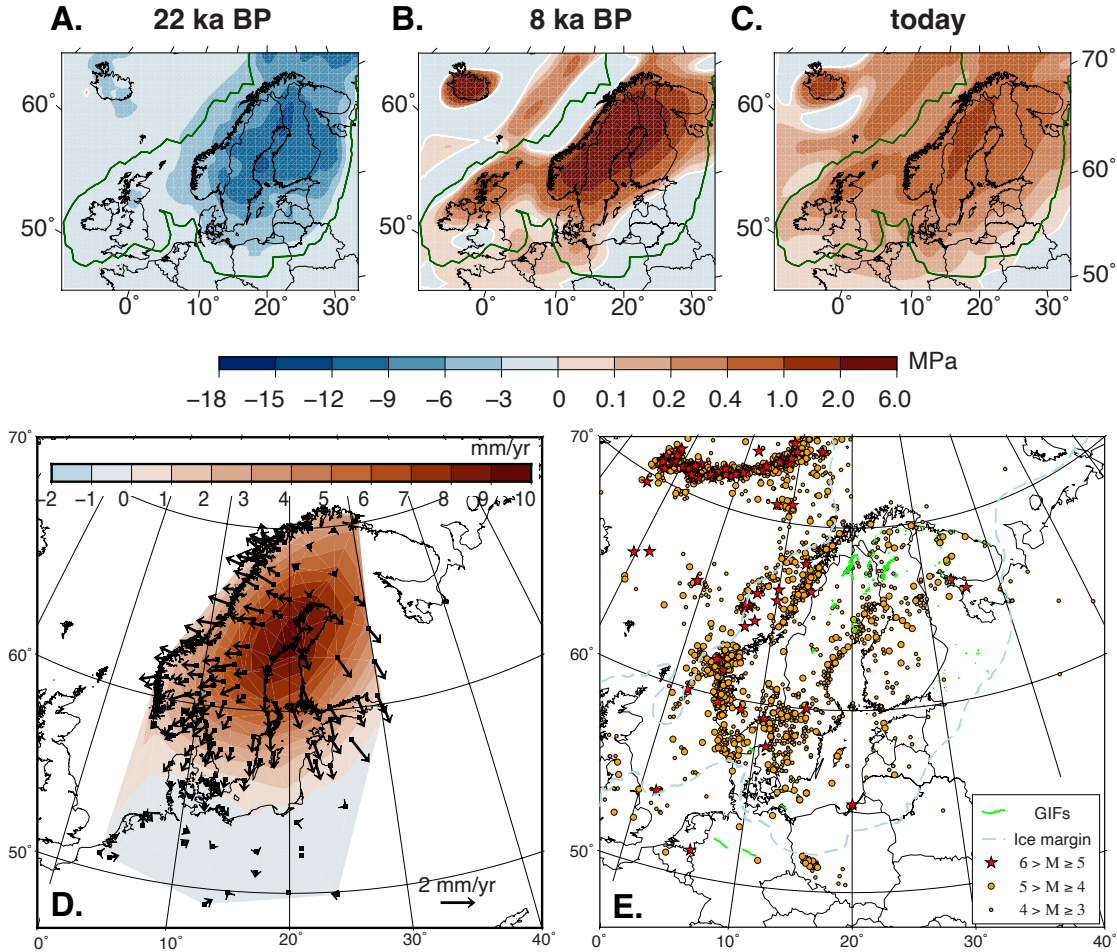 A. 22 ka BP B. 8 ka BP C. today
70˚
60˚ 60˚
60˚
50˚ 50˚
50˚
0˚ 10˚ 20˚ 30˚ 0˚ 10˚ 20˚ 30˚ 0˚ 10˚ 20˚ 30˚
MPa
−18 −15 −12 −9 −6 −3 0 0.1 0.2 0.4 1.0 2.0 6.0
70˚ mm/yr 70˚
−2 −1 0 1 2 3 4 5 6 7 8 9 10
60˚ 60˚
50˚ 50˚
2 mm/yr
D. E.
GIFs
Ice margin
6 > M ≥ 5
5 > M ≥ 4
4 > M ≥ 3
0˚ 10˚ 20˚ 30˚ 40˚ 0˚ 10˚ 20˚ 30˚ 40˚